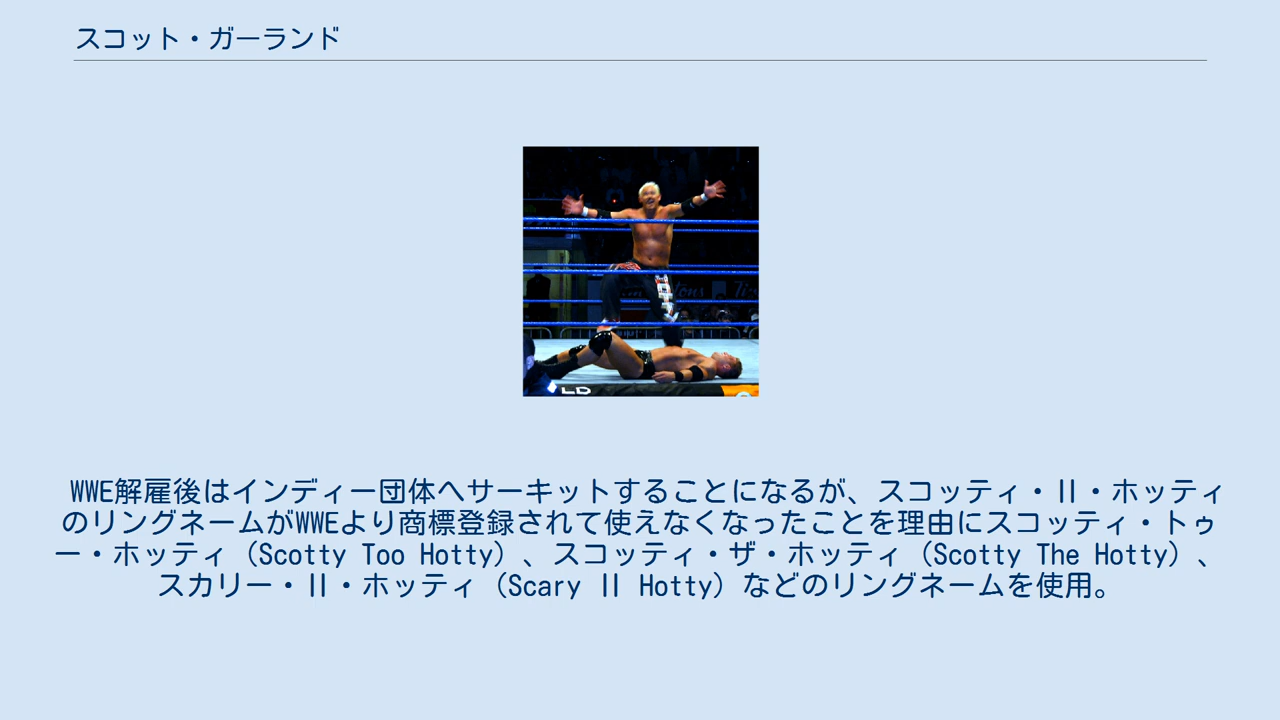 スコット・ガーランド
LD
WWE解雇後はインディー団体へサーキットすることになるが、スコッティ・II・ホッティ
のリングネームがWWEより商標登録されて使えなくなったことを理由にスコッティ・トゥ
ー・ホッティ（Scotty Too Hotty）、スコッティ・ザ・ホッティ（Scotty The Hotty）、
スカリー・II・ホッティ（Scary II Hotty）などのリングネームを使用。